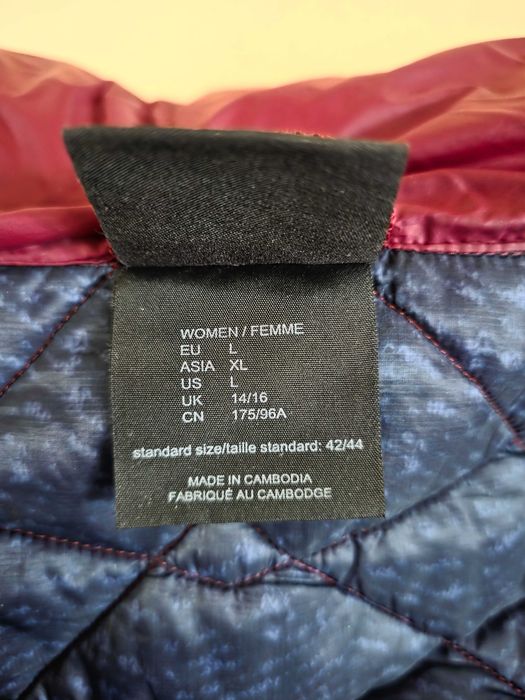 WOMEN / FEMME
EU L
ASIA XL
US L
UK 14/16
CN 175/96A
standard size/taille standard: 42/44
MADE IN CAMBODIA
FABRIQUÉ AU CAMBODGE